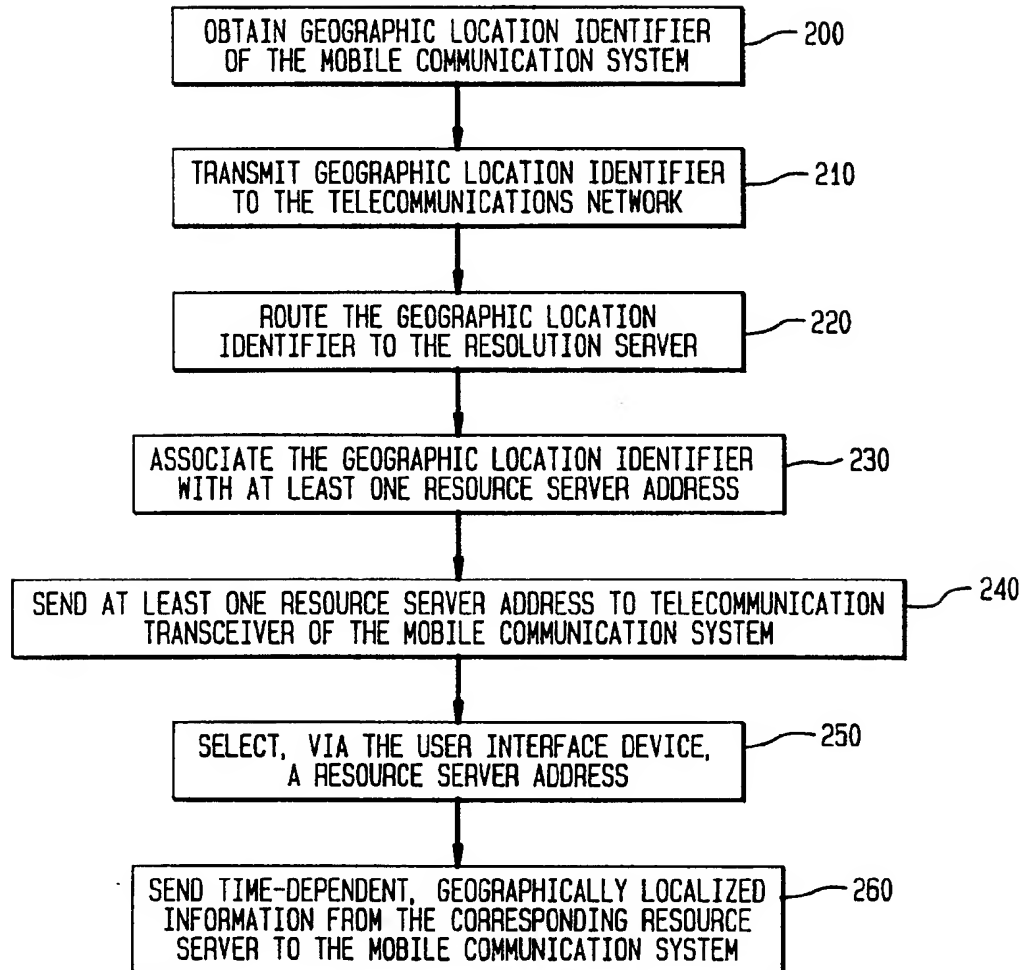 OBTAIN GEOGRAPHIC LOCATION IDENTIFIER
OF THE MOBILE COMMUNICATION SYSTEM
200
TRANSMIT GEOGRAPHIC LOCATION IDENTIFIER
TO THE TELECOMMUNICATIONS NETWORK
210
ROUTE THE GEOGRAPHIC LOCATION
IDENTIFIER TO THE RESOLUTION SERVER
220
ASSOCIATE THE GEOGRAPHIC LOCATION IDENTIFIER
WITH AT LEAST ONE RESOURCE SERVER ADDRESS
230
SEND AT LEAST ONE RESOURCE SERVER ADDRESS TO TELECOMMUNICATION
TRANSCEIVER OF THE MOBILE COMMUNICATION SYSTEM
240
SELECT, VIA THE USER INTERFACE DEVICE,
A RESOURCE SERVER ADDRESS
250
SEND TIME-DEPENDENT, GEOGRAPHICALLY LOCALIZED
INFORMATION FROM THE CORRESPONDING RESOURCE
SERVER TO THE MOBILE COMMUNICATION SYSTEM
260